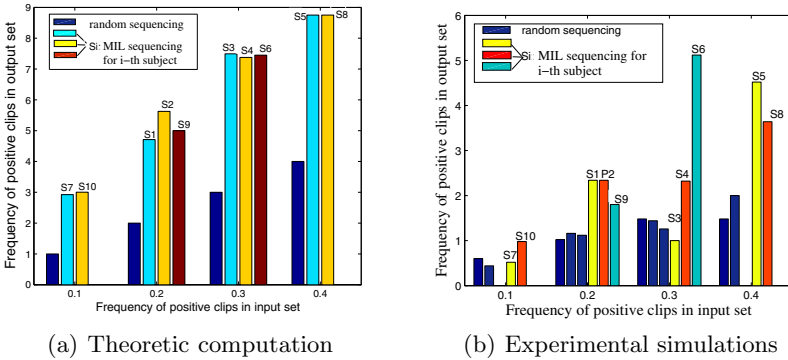 Frequency of positive clips in output set
9
8
7
6
5
4
3
2
1
0
random sequencing
Si: MIL sequencing
for i−th subject
S7
S10
S1
S2
S9
S3
S4
S6
S5
S8
0.1
0.2
0.3
0.4
Frequency of positive clips in input set
(a) Theoretic computation
Frequency of positive clips in output set
6
5
4
3
2
1
0
random sequencing
Si: MIL sequencing for
i−th subject
S7
S10
S1
P2
S9
S3
S4
S6
S5
S8
0.1
0.2
0.3
0.4
Frequency of positive clips in input set
(b) Experimental simulations